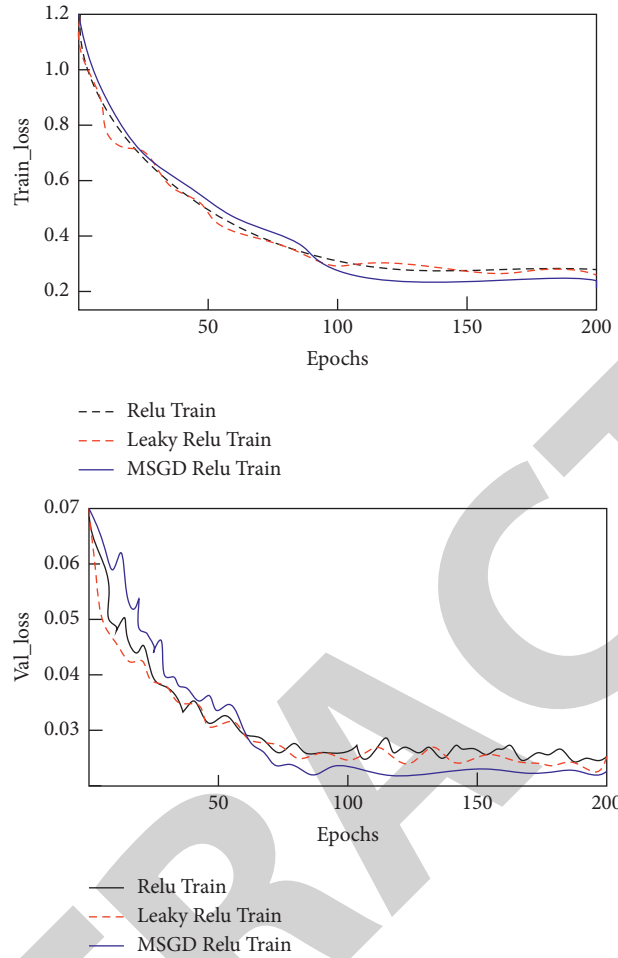 1.2
1.0
0.8
0.6
0.4
0.2
Train_loss
50
100
150
200
Epochs
Relu Train
Leaky Relu Train
MSGD Relu Train
0.07
0.06
0.05
0.04
0.03
Val_loss
50
100
150
200
Epochs
Relu Train
Leaky Relu Train
MSGD Relu Train
TRACT